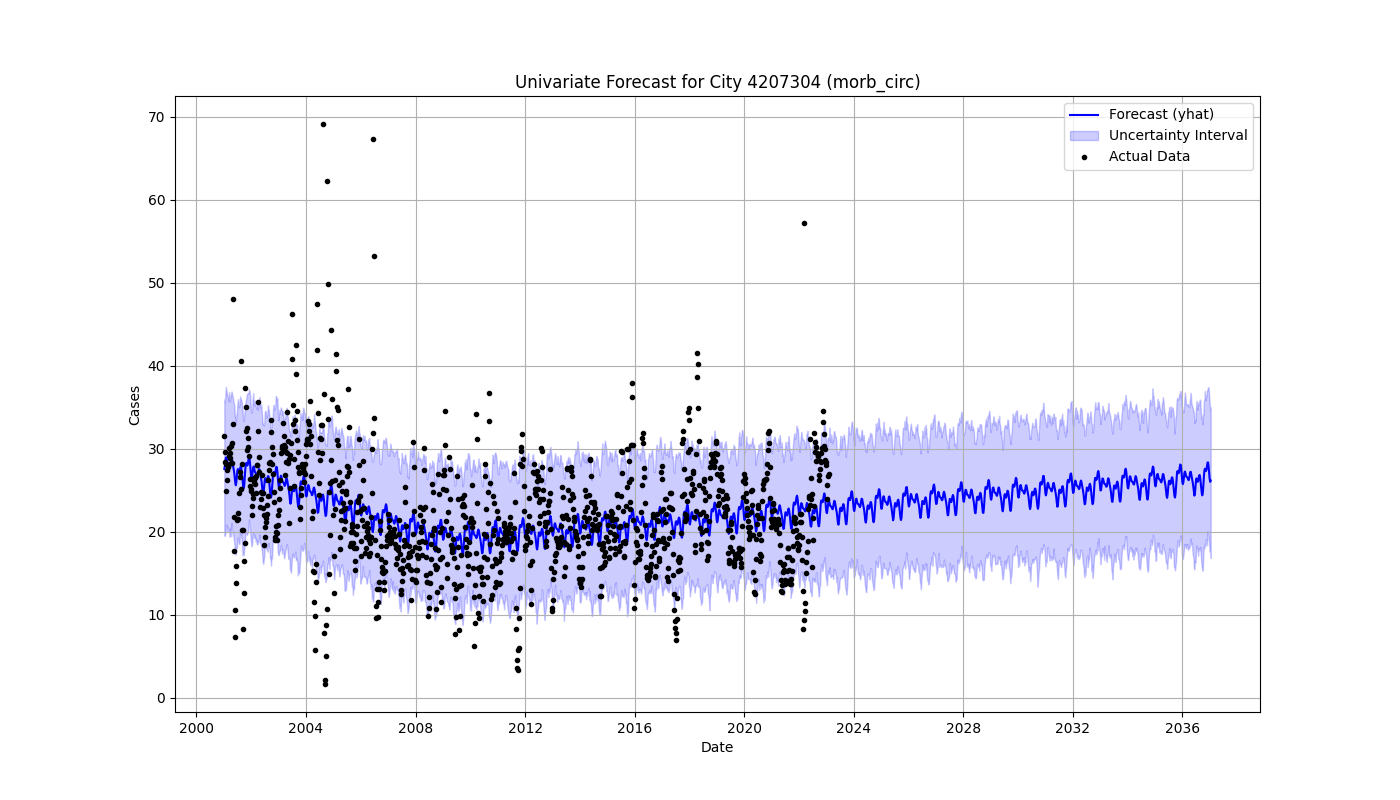 Univariate Forecast for City 4207304 (morb_circ)
Forecast (yhat)
Uncertainty Interval
Actual Data
Cases
70
60
50
40
30
20
10
0
2000 2004 2008 2012 2016 2020 2024 2028 2032 2036
Date